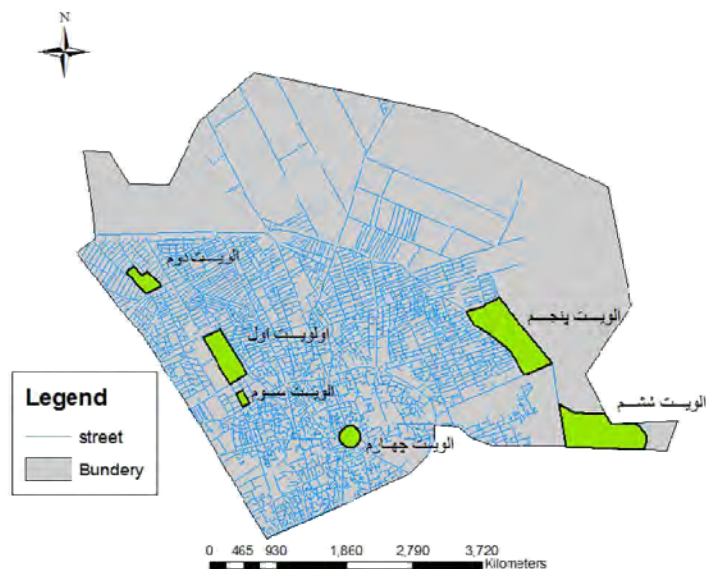 N
الویت دوم
اولویت اول
الویت پنجم
الویت سوم
الویت ششم
الویت چهارم
Legend
street
Bundery
0 465 930 1,860 2,790 3,720
Kilometers